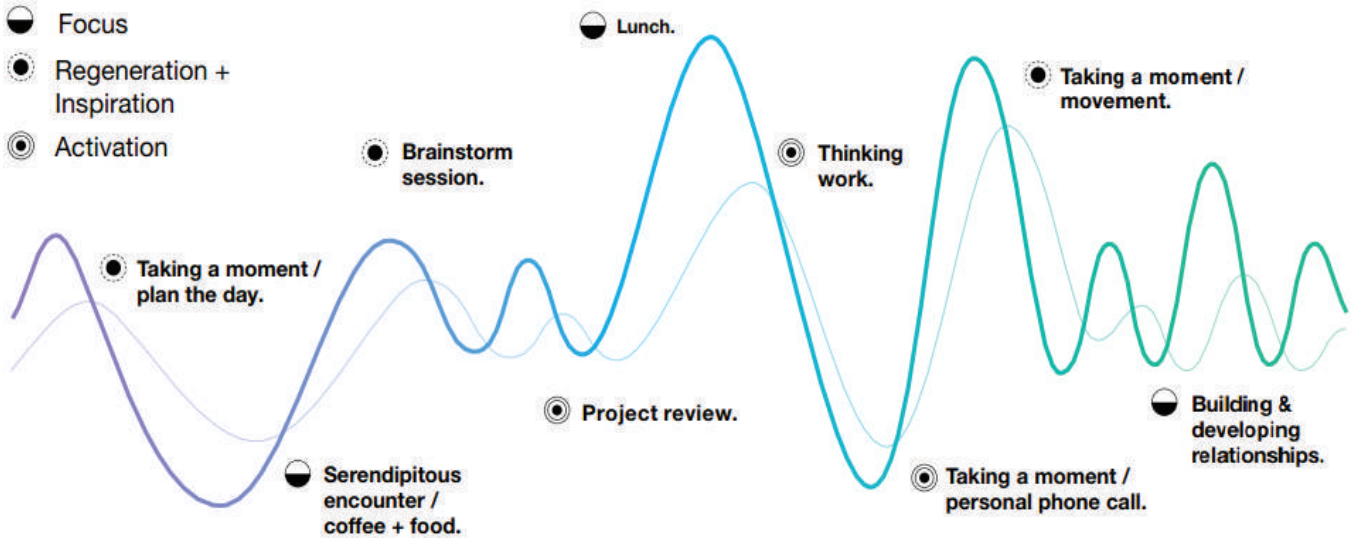 Focus
Regeneration +
Inspiration
Activation
Taking a moment /
plan the day.
Serendipitous
encounter /
coffee + food.
Brainstorm
session.
Project review.
Lunch.
Thinking
work.
Taking a moment /
personal phone call.
Taking a moment /
movement.
Building &
developing
relationships.